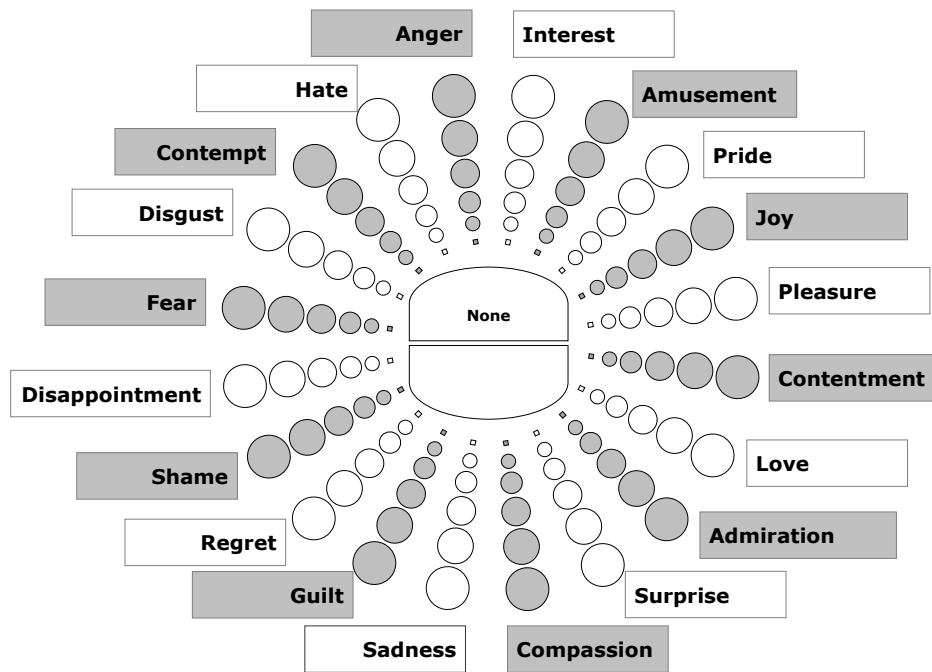 Anger
Interest
Hate
Amusement
Contempt
Pride
Disgust
Joy
Fear
Pleasure
None
Disappointment
Contentment
Shame
Love
Regret
Admiration
Guilt
Surprise
Sadness
Compassion